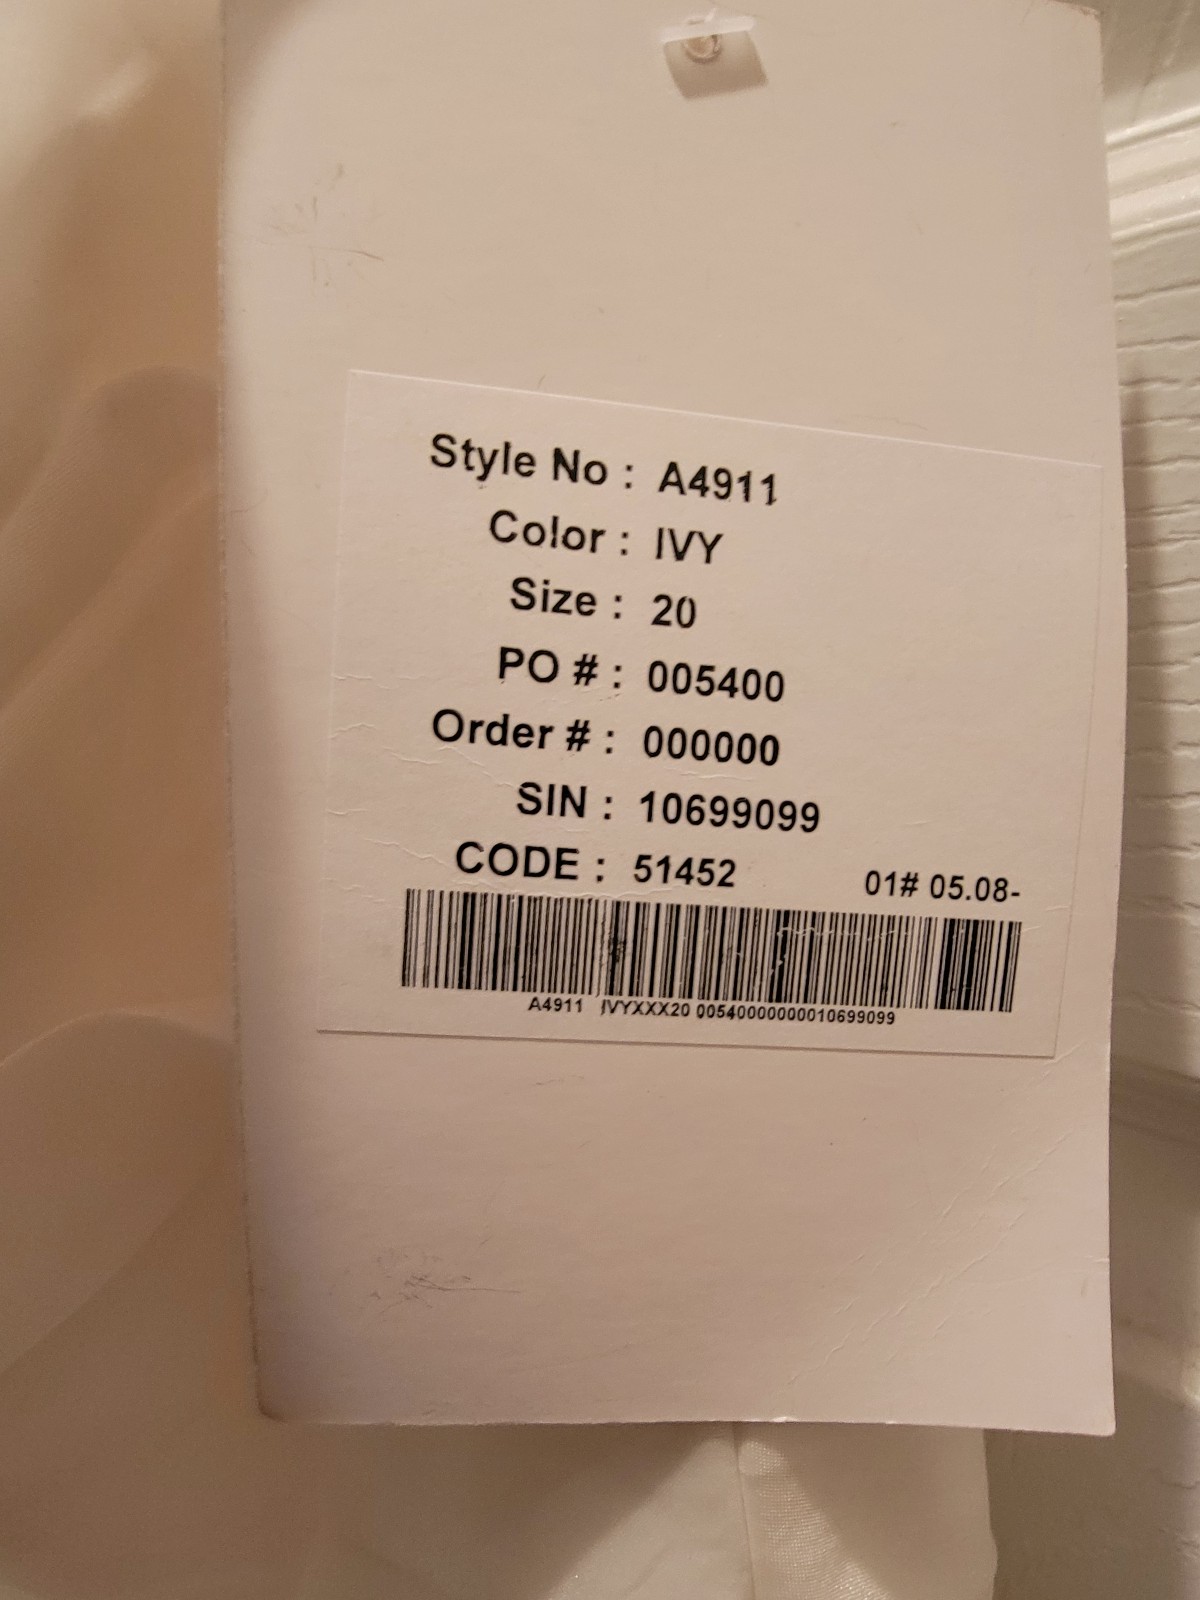 Style No : A4911
Color : IVY
Size : 20
PO # : 005400
Order # : 000000
SIN : 10699099
CODE : 51452 01# 05.08-
A4911 IVYXXX20 00540000000010699099